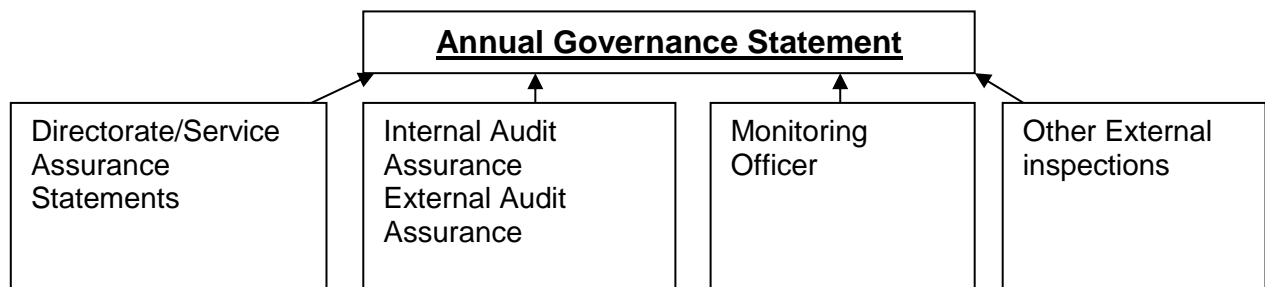 Annual Governance Statement
Directorate/Service
Assurance
Statements
Internal Audit
Assurance
External Audit
Assurance
Monitoring
Officer
Other External
inspections